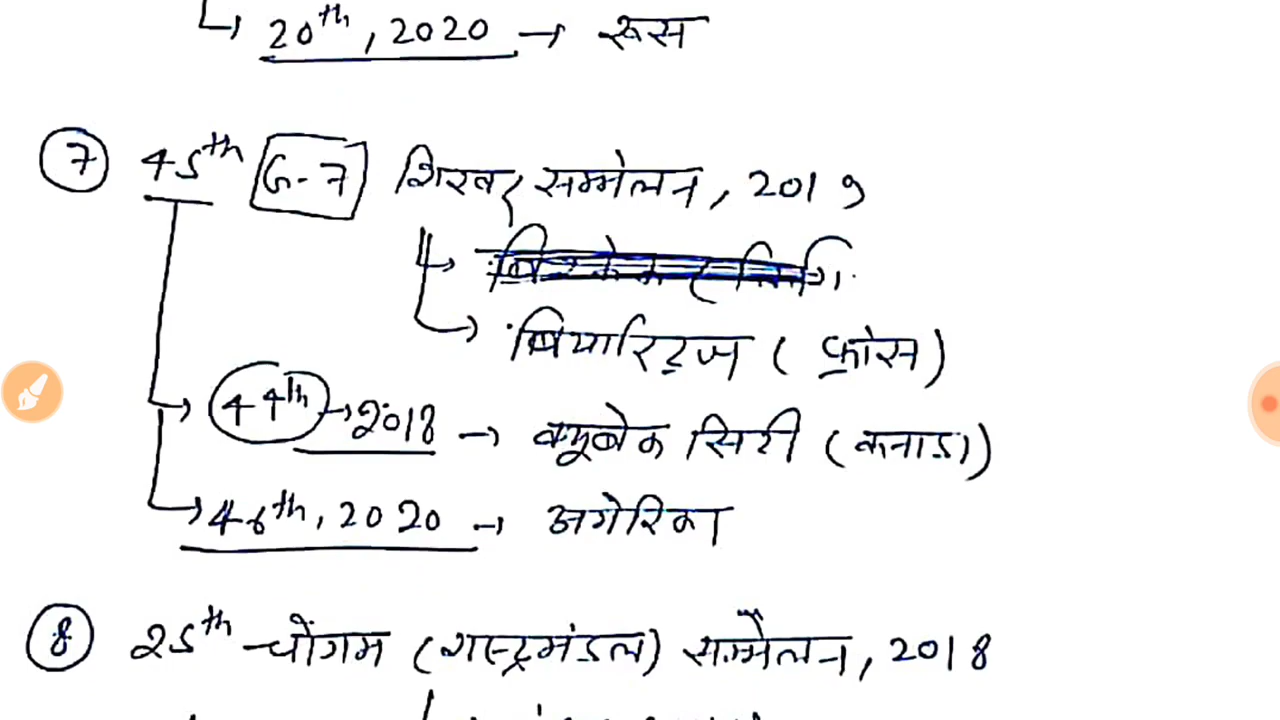 20th, 2020 → रूस
7 45th G-7 शिखर सम्मेलन, 2019
बियारिट्ज ( फ्रांस )
44th → 2018 → क्यूबेक सिटी ( कनाडा )
46th, 2020 → अमेरिका
8 25th चोगम ( राष्ट्रमंडल ) सम्मेलन, 2018